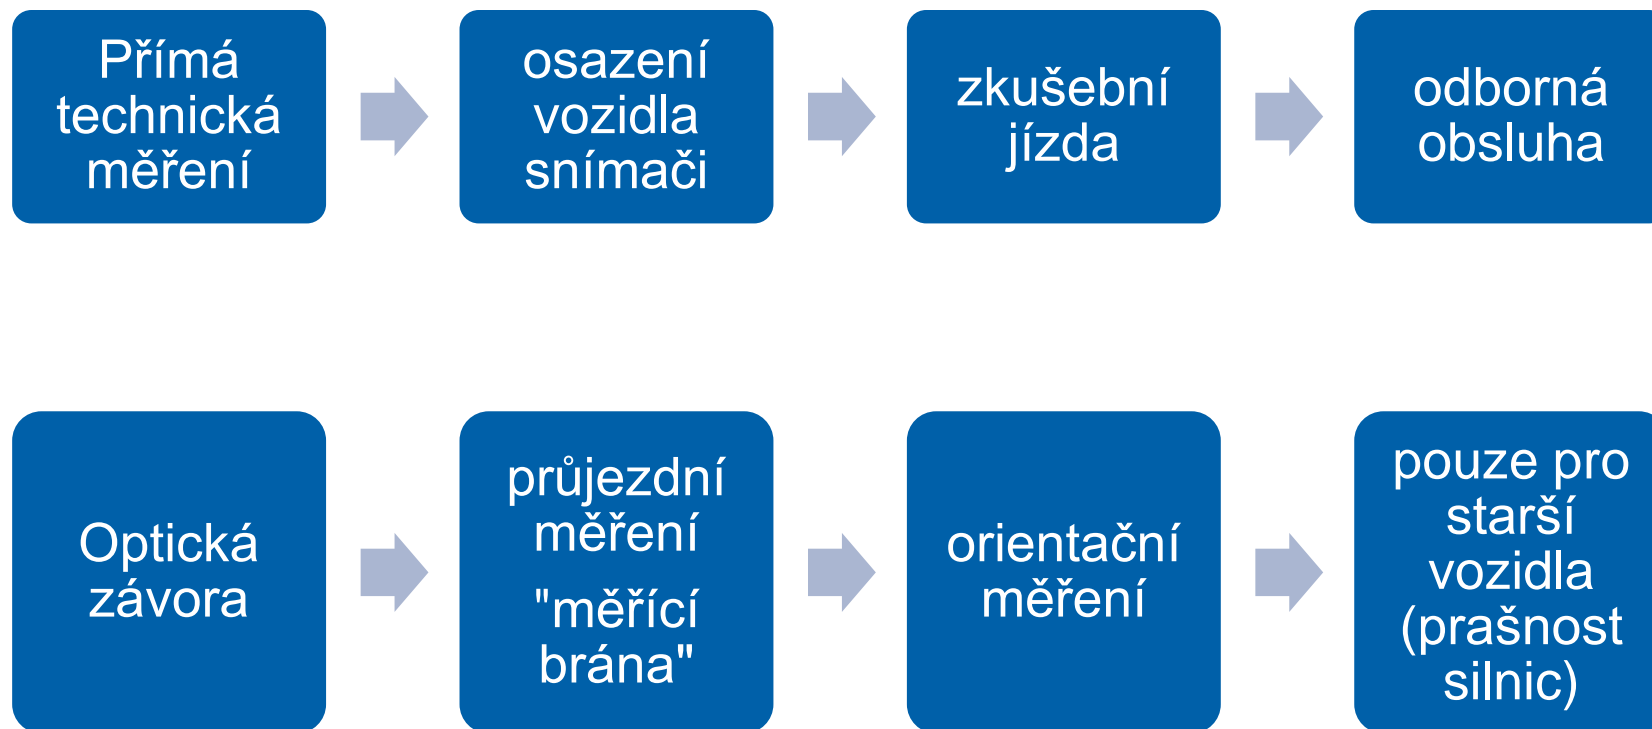 Přímá
technická
měření
osazení
vozidla
snímači
zkušební
jízda
odborná
obsluha
Optická
závora
průjezdní
měření
"měřící
brána"
orientační
měření
pouze pro
starší
vozidla
(prašnost
silnic)